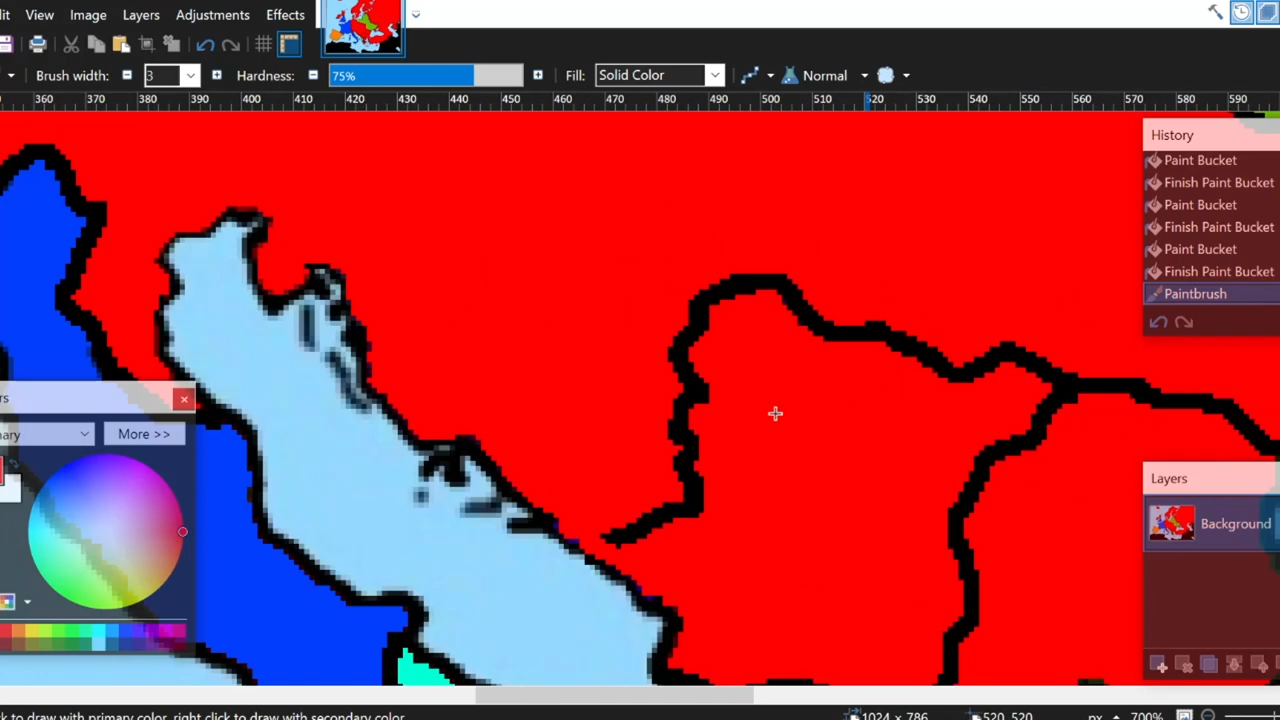 it View Image Layers Adjustments Effects
Brush width: 3 Hardness: 75% Fill: Solid Color Normal
360 370 380 390 400 410 420 430 440 450 460 470 480 490 500 510 520 530 540 550 560 570 580 590
History
Paint Bucket
Finish Paint Bucket
Paint Bucket
Finish Paint Bucket
Paint Bucket
Finish Paint Bucket
Paintbrush
rs
ary More >>
Layers
Background
ck to draw with primary color, right click to draw with secondary color 1024 × 786 520, 520 px 700%